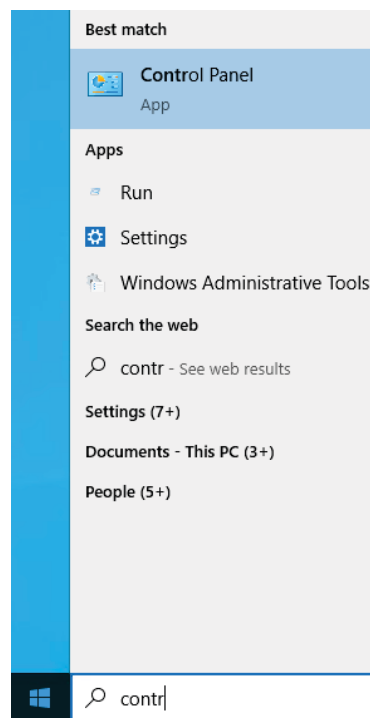 Best match
Control Panel
App
Apps
Run
Settings
Windows Administrative Tools
Search the web
contr - See web results
Settings (7+)
Documents - This PC (3+)
People (5+)
contr